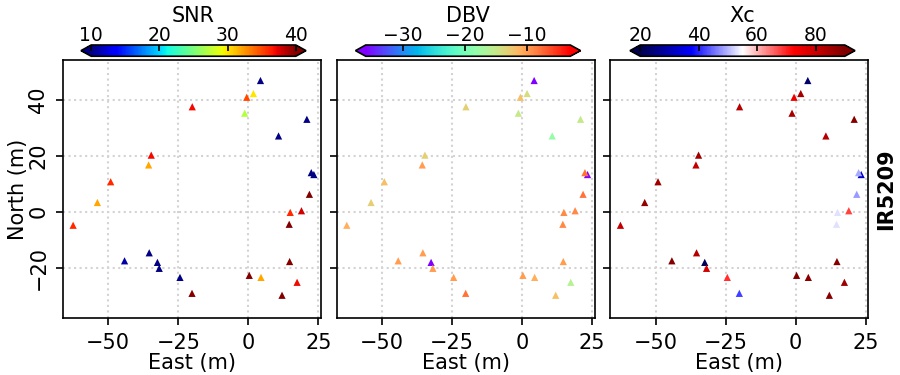 SNR DBV Xc
10 20 30 40 −30 −20 −10 20 40 60 80
North (m)
40
20
0
−20
−50 −25 0 25 −50 −25 0 25 −50 −25 0 25
East (m) East (m) East (m)
IR5209